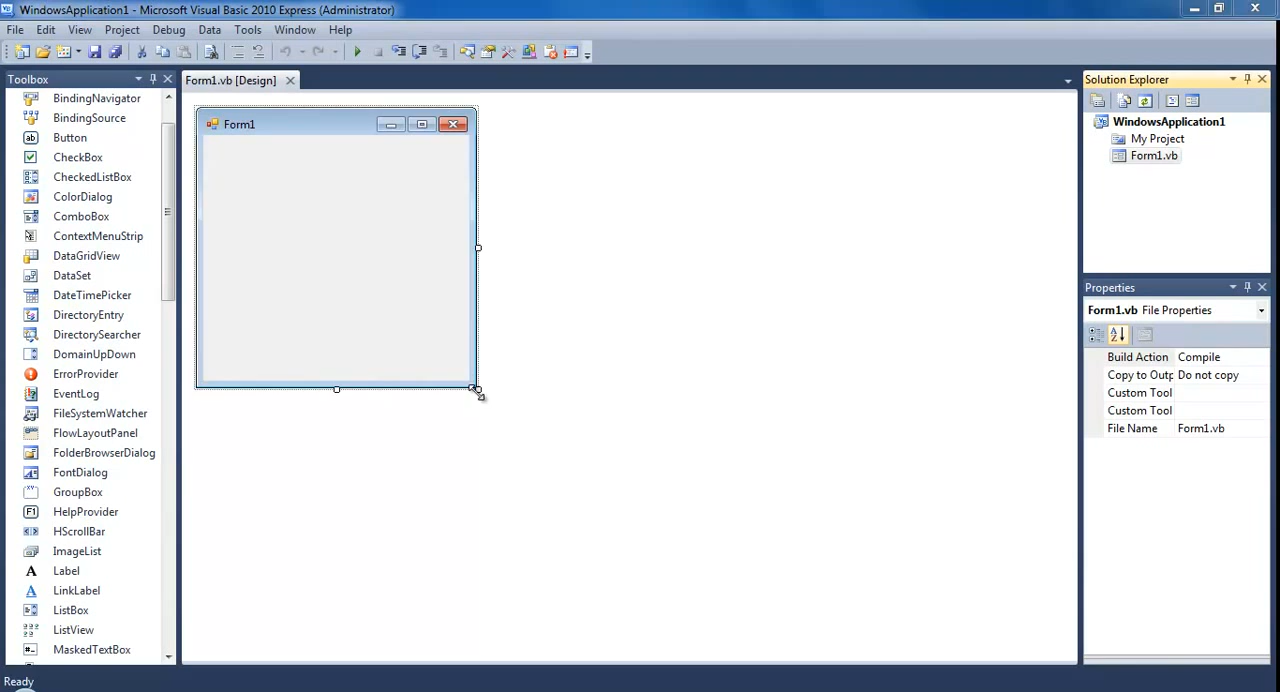 WindowsApplication1 - Microsoft Visual Basic 2010 Express (Administrator)
File Edit View Project Debug Data Tools Window Help
Toolbox
BindingNavigator
BindingSource
Button
CheckBox
CheckedListBox
ColorDialog
ComboBox
ContextMenuStrip
DataGridView
DataSet
DateTimePicker
DirectoryEntry
DirectorySearcher
DomainUpDown
ErrorProvider
EventLog
FileSystemWatcher
FlowLayoutPanel
FolderBrowserDialog
FontDialog
GroupBox
HelpProvider
HScrollBar
ImageList
Label
LinkLabel
ListBox
ListView
MaskedTextBox
Form1.vb [Design]
Form1
Solution Explorer
WindowsApplication1
My Project
Form1.vb
Properties
Form1.vb File Properties
Build Action Compile
Copy to Outp Do not copy
Custom Tool
Custom Tool
File Name Form1.vb
Ready